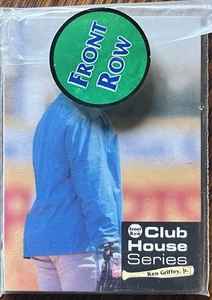 FRONT
ROW
Front
Row
Club
House
Series
Ken Griffey, Jr.